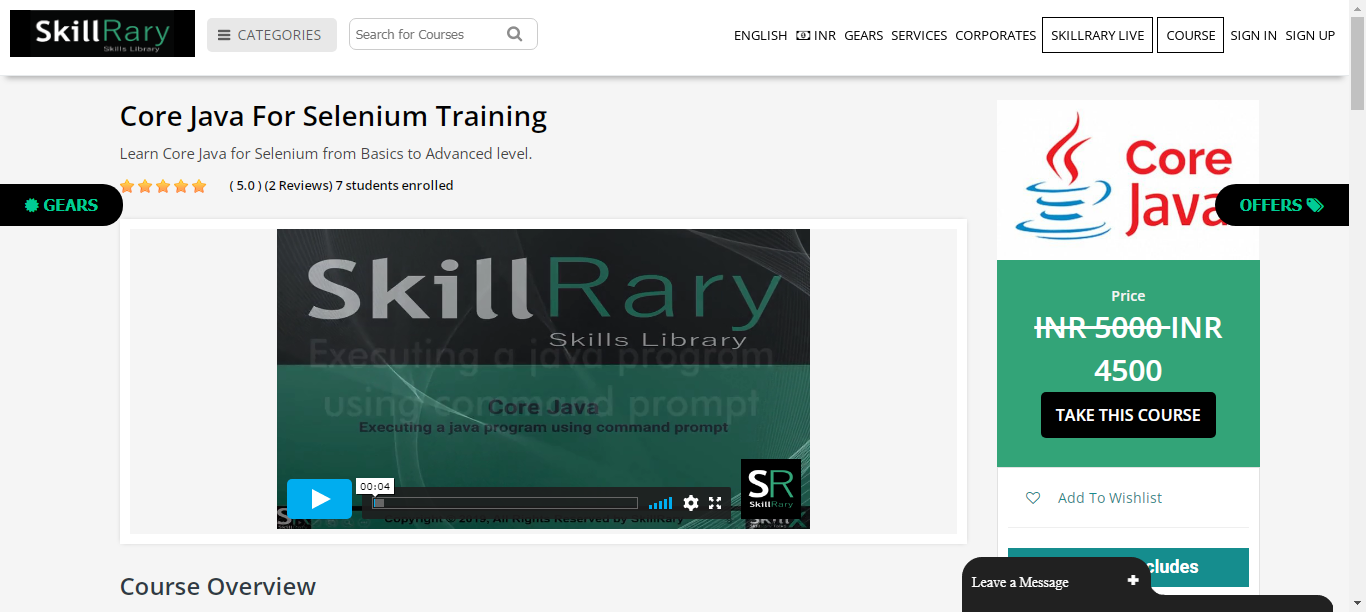 SkillRary
Skills Library
CATEGORIES
Search for Courses
ENGLISH INR GEARS SERVICES CORPORATES SKILLRARY LIVE COURSE SIGN IN SIGN UP
Core Java For Selenium Training
Learn Core Java for Selenium from Basics to Advanced level.
( 5.0 ) (2 Reviews) 7 students enrolled
GEARS
SkillRary
Skills Library
Executing a java program
using command prompt
Core Java
Executing a java program using command prompt
00:04
SR
SkillRary
Copyright © 2019, All Rights Reserved by SkillRary
Course Overview
Core
Java
OFFERS
Price
INR 5000 INR
4500
TAKE THIS COURSE
Add To Wishlist
Leave a Message